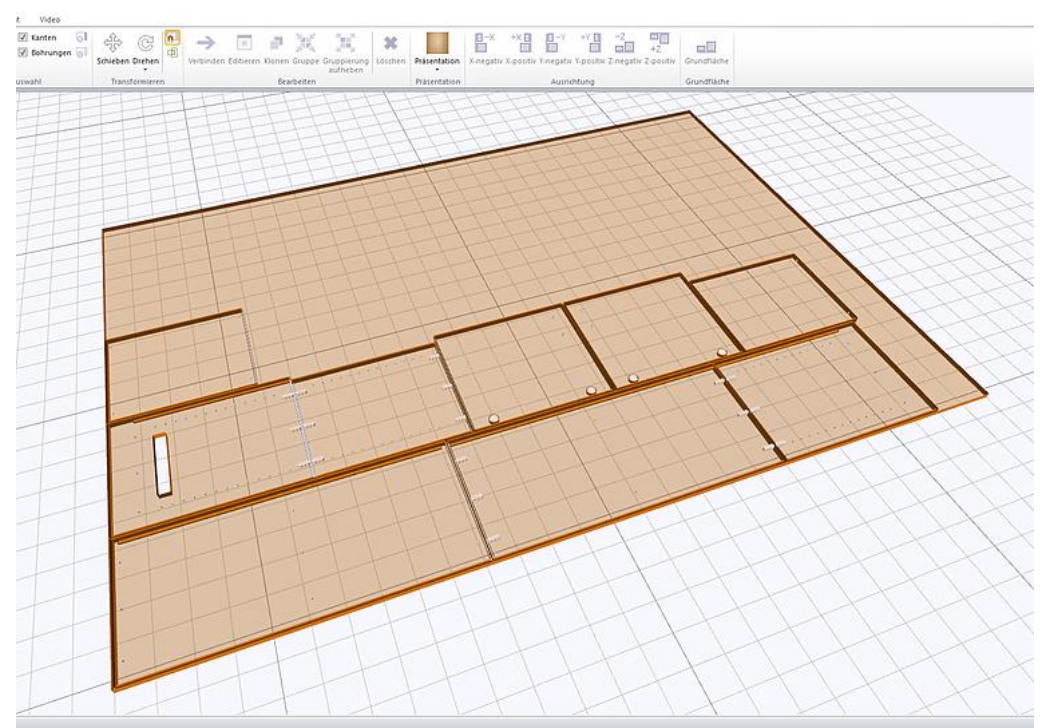 t Video
Kanten
Bohrungen
Schieben Drehen Verbinden Editieren Klonen Gruppe Gruppierung aufheben Löschen Präsentation X-negativ X-positiv Y-negativ Y-positiv Z-negativ Z-positiv Grundfläche
-X +X -Y +Y -Z +Z
uswahl Transformieren Bearbeiten Präsentation Ausrichtung Grundfläche